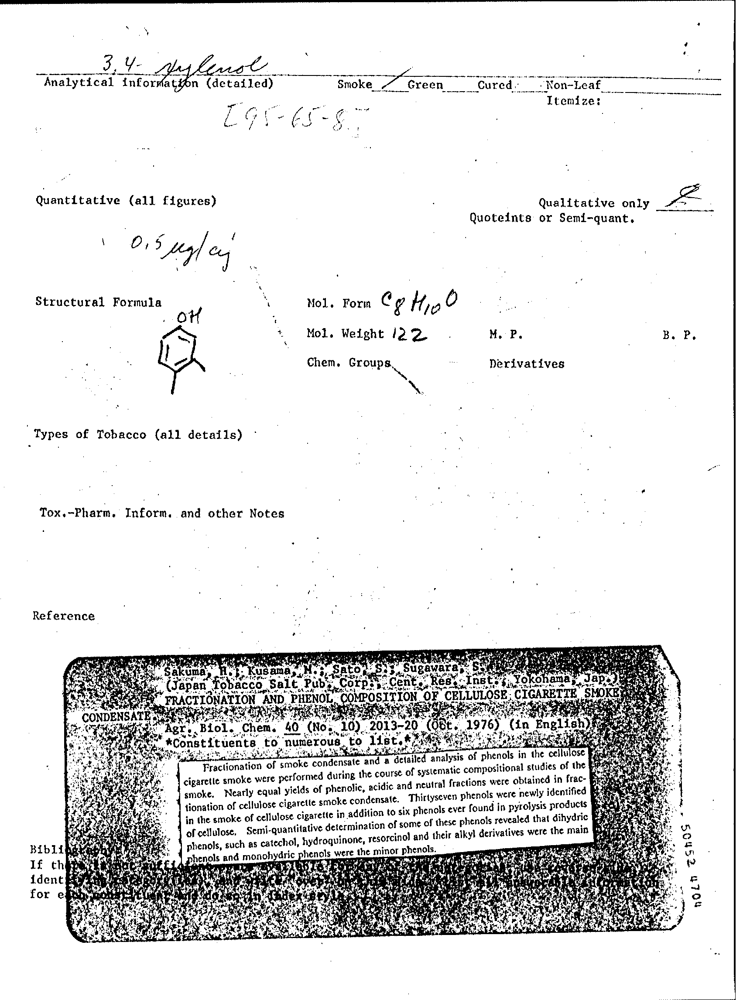 3,4- xylenol
Analytical information (detailed) Smoke Green Cured Non-Leaf
Itemize:
[95-65-8]
Quantitative (all figures) Qualitative only
Quoteints or Semi-quant.
0,5 µg/cig
Structural Formula Mol. Form C8H10O
OH
Mol. Weight 122 M. P. B. P.
Chem. Groups Derivatives
Types of Tobacco (all details)
Tox.-Pharm. Inform. and other Notes
Reference
Sakuma, H.; Kusama, M.; Sato, S.; Sugawara, S.
(Japan Tobacco Salt Pub. Corp., Cent. Res. Inst., Yokohama, Jap.)
FRACTIONATION AND PHENOL COMPOSITION OF CELLULOSE CIGARETTE SMOKE
CONDENSATE
Agr. Biol. Chem. 40 (No. 10) 2013-20 (Oct. 1976) (in English)
*Constituents to numerous to list.*
Fractionation of smoke condensate and a detailed analysis of phenols in the cellulose
cigarette smoke were performed during the course of systematic compositional studies of the
smoke. Nearly equal yields of phenolic, acidic and neutral fractions were obtained in frac-
tionation of cellulose cigarette smoke condensate. Thirtyseven phenols were newly identified
in the smoke of cellulose cigarette in addition to six phenols ever found in pyrolysis products
of cellulose. Semi-quantitative determination of some of these phenols revealed that dihydric
phenols, such as catechol, hydroquinone, resorcinol and their alkyl derivatives were the main
phenols and monohydric phenols were the minor phenols.
If
for
50452 4704